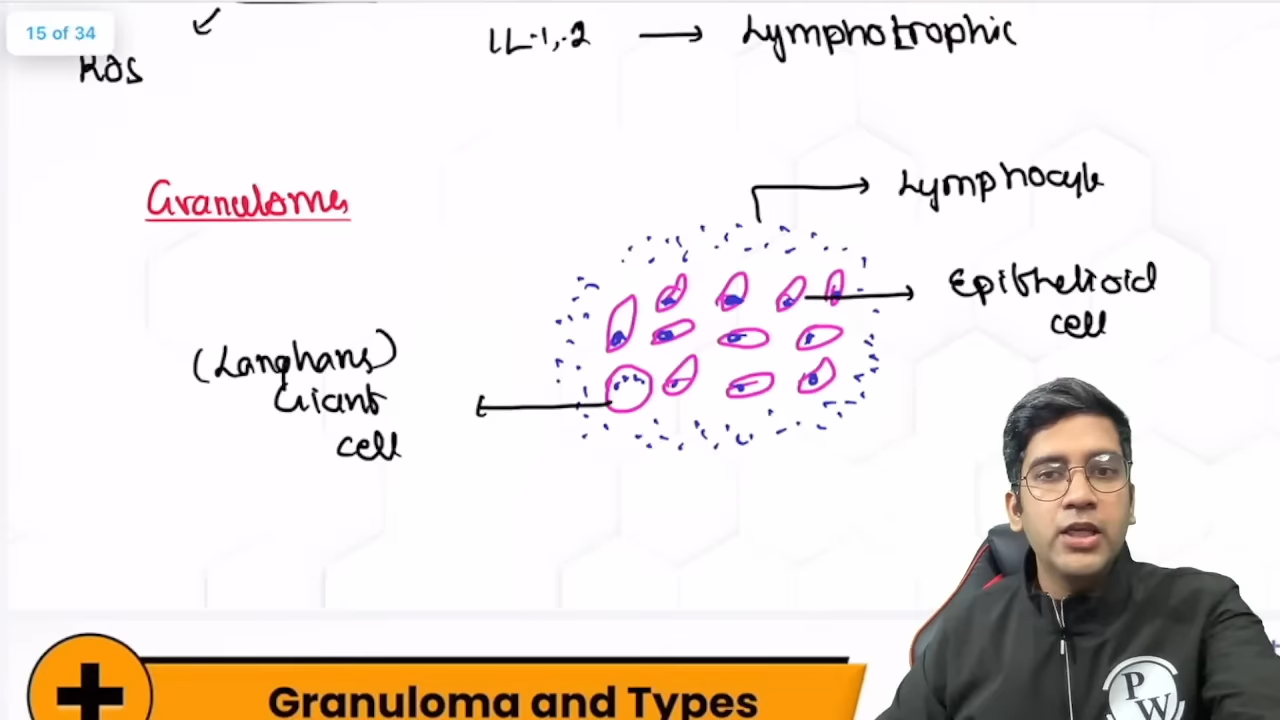 15 of 34
IL-1,-2 → Lymphotrophic
ROS
Granuloma
Lymphocyte
Epithelioid
cell
(Langhans)
Giant
cell
Granuloma and Types
P
W